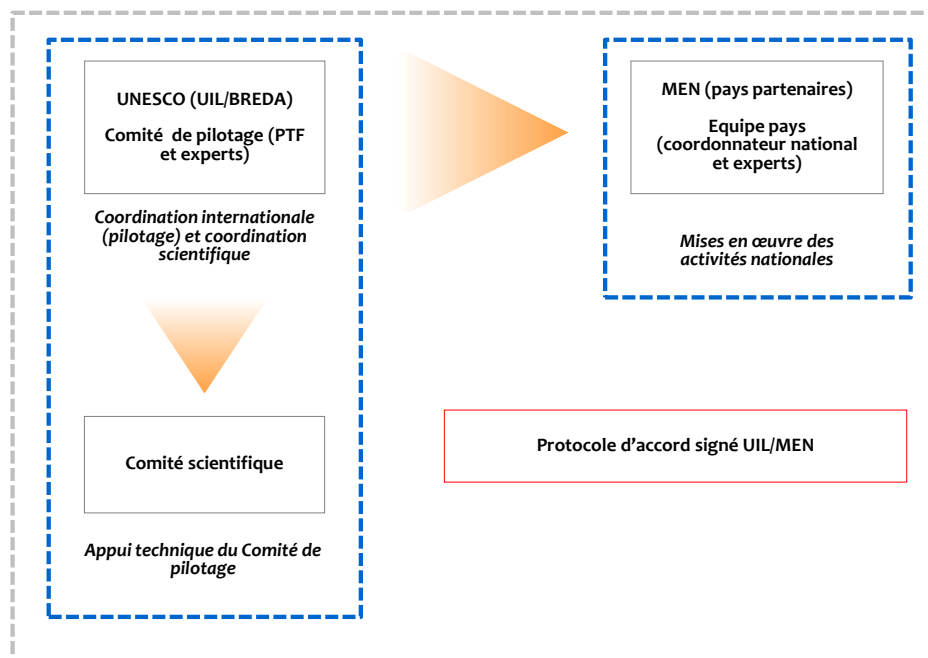 UNESCO (UIL/BREDA)
Comité de pilotage (PTF
et experts)
Coordination internationale
(pilotage) et coordination
scientifique
Comité scientifique
Appui technique du Comité de
pilotage
MEN (pays partenaires)
Equipe pays
(coordonnateur national
et experts)
Mises en œuvre des
activités nationales
Protocole d’accord signé UIL/MEN